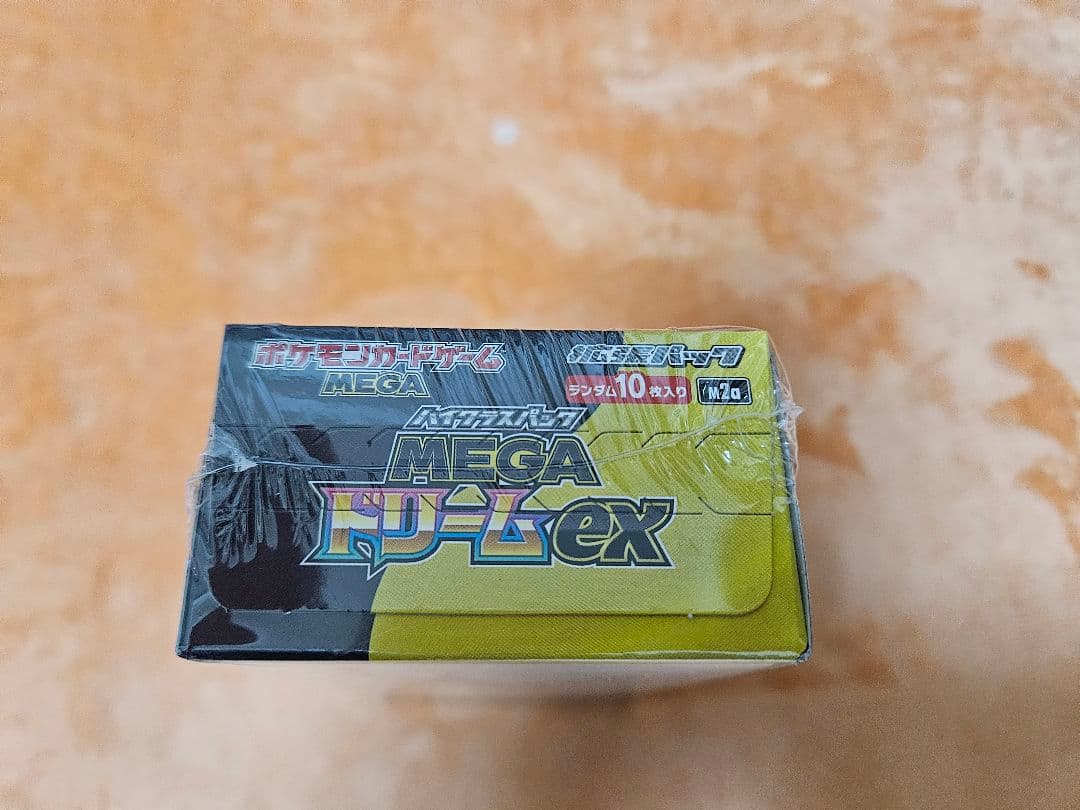 ポケモンカードゲーム
MEGA
拡張パック
ランダム10枚入り
M2a
ハイクラスパック
MEGA
ドリームex